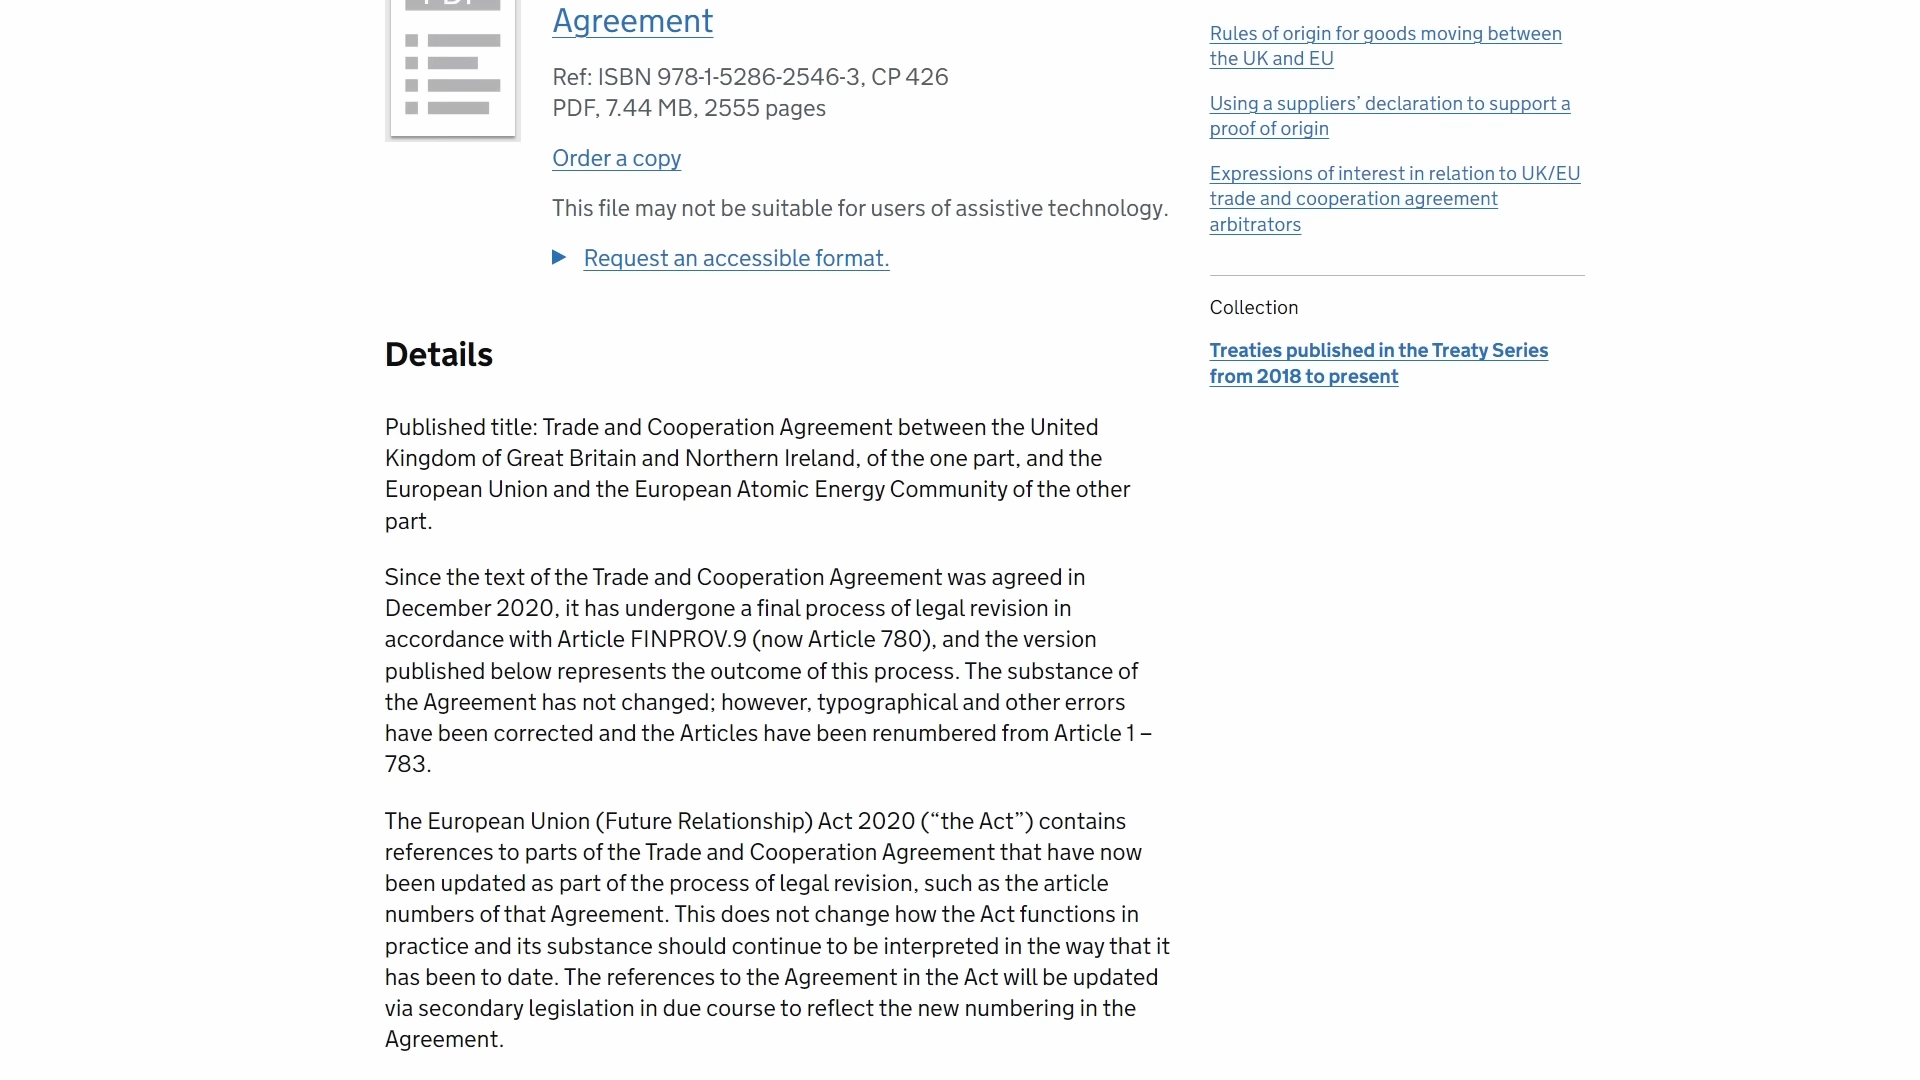 PDF
Agreement
Ref: ISBN 978-1-5286-2546-3, CP 426
PDF, 7.44 MB, 2555 pages
Order a copy
This file may not be suitable for users of assistive technology.
Request an accessible format.
Details
Published title: Trade and Cooperation Agreement between the United
Kingdom of Great Britain and Northern Ireland, of the one part, and the
European Union and the European Atomic Energy Community of the other
part.
Since the text of the Trade and Cooperation Agreement was agreed in
December 2020, it has undergone a final process of legal revision in
accordance with Article FINPROV.9 (now Article 780), and the version
published below represents the outcome of this process. The substance of
the Agreement has not changed; however, typographical and other errors
have been corrected and the Articles have been renumbered from Article 1 –
783.
The European Union (Future Relationship) Act 2020 (“the Act”) contains
references to parts of the Trade and Cooperation Agreement that have now
been updated as part of the process of legal revision, such as the article
numbers of that Agreement. This does not change how the Act functions in
practice and its substance should continue to be interpreted in the way that it
has been to date. The references to the Agreement in the Act will be updated
via secondary legislation in due course to reflect the new numbering in the
Agreement.
Rules of origin for goods moving between
the UK and EU
Using a suppliers’ declaration to support a
proof of origin
Expressions of interest in relation to UK/EU
trade and cooperation agreement
arbitrators
Collection
Treaties published in the Treaty Series
from 2018 to present